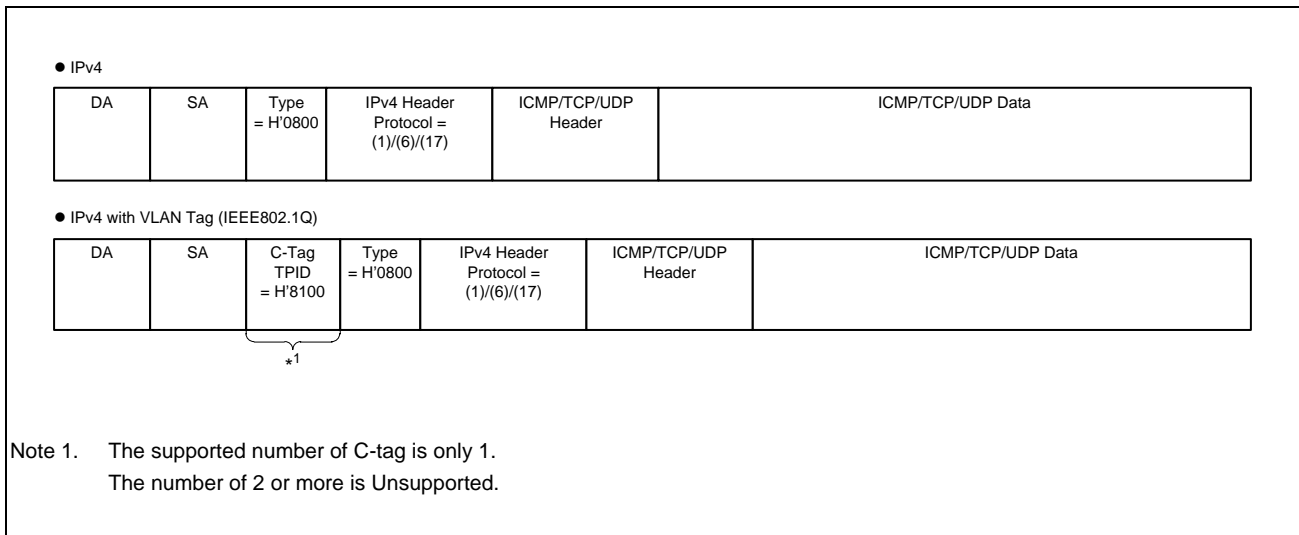 ● IPv4
DA
SA
Type
= H'0800
IPv4 Header
Protocol =
(1)/(6)/(17)
ICMP/TCP/UDP
Header
ICMP/TCP/UDP Data
● IPv4 with VLAN Tag (IEEE802.1Q)
DA
SA
C-Tag
TPID
= H'8100
Type
= H'0800
IPv4 Header
Protocol =
(1)/(6)/(17)
ICMP/TCP/UDP
Header
ICMP/TCP/UDP Data
*1
Note 1. The supported number of C-tag is only 1.
The number of 2 or more is Unsupported.